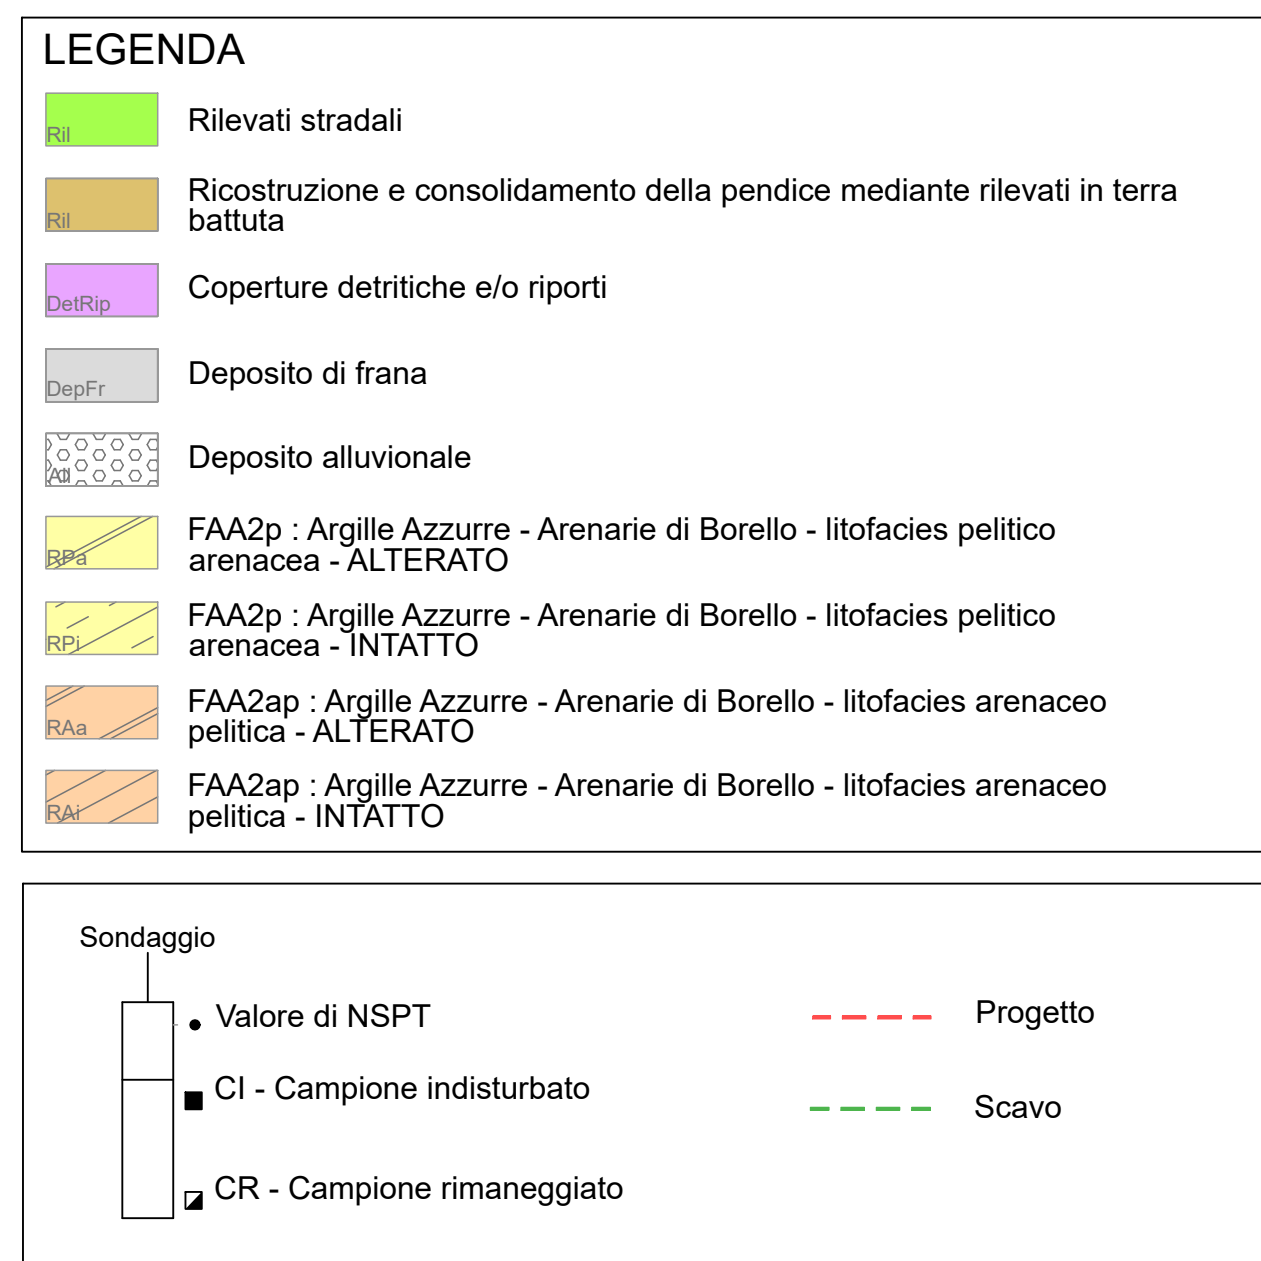 LEGENDA
Ril
Rilevati stradali
Ril
Ricostruzione e consolidamento della pendice mediante rilevati in terra
battuta
DetRip
Coperture detritiche e/o riporti
DepFr
Deposito di frana
All
Deposito alluvionale
RPa
FAA2p : Argille Azzurre - Arenarie di Borello - litofacies pelitico
arenacea - ALTERATO
RPi
FAA2p : Argille Azzurre - Arenarie di Borello - litofacies pelitico
arenacea - INTATTO
RAa
FAA2ap : Argille Azzurre - Arenarie di Borello - litofacies arenaceo
pelitica - ALTERATO
RAi
FAA2ap : Argille Azzurre - Arenarie di Borello - litofacies arenaceo
pelitica - INTATTO
Sondaggio
Valore di NSPT
CI - Campione indisturbato
CR - Campione rimaneggiato
Progetto
Scavo